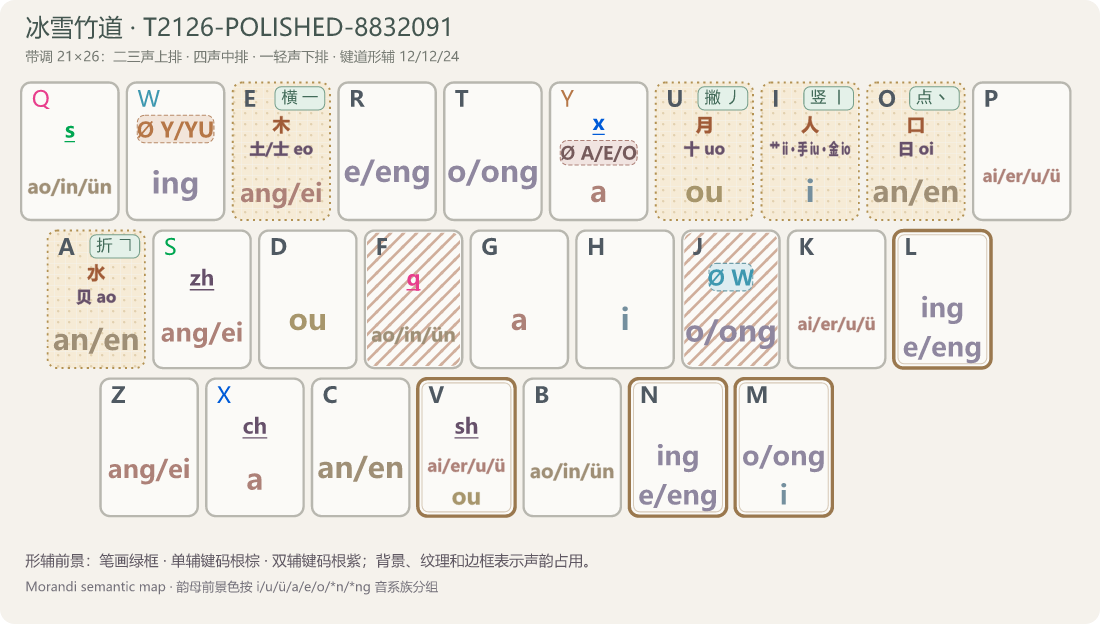 冰雪竹道 · T2126-POLISHED-8832091
带调 21×26：二三声上排 · 四声中排 · 一轻声下排 · 键道形辅 12/12/24
Q
s
ao/in/ün
W
Ø Y/YU
ing
E 横 一
木
土/士 eo
ang/ei
R
e/eng
T
o/ong
Y
x
Ø A/E/O
a
U 撇 丿
月
十 uo
ou
I 竖 丨
人
艹 ii · 手 iu · 金 io
i
O 点 丶
口
日 oi
an/en
P
ai/er/u/ü
A 折 ㇕
水
贝 ao
an/en
S
zh
ang/ei
D
ou
F
q
ao/in/ün
G
a
H
i
J
Ø W
o/ong
K
ai/er/u/ü
L
ing
e/eng
Z
ang/ei
X
ch
a
C
an/en
V
sh
ai/er/u/ü
ou
B
ao/in/ün
N
ing
e/eng
M
o/ong
i
形辅前景：笔画绿框 · 单辅键码根棕 · 双辅键码根紫；背景、纹理和边框表示声韵占用。
Morandi semantic map · 韵母前景色按 i/u/ü/a/e/o/*n/*ng 音系族分组